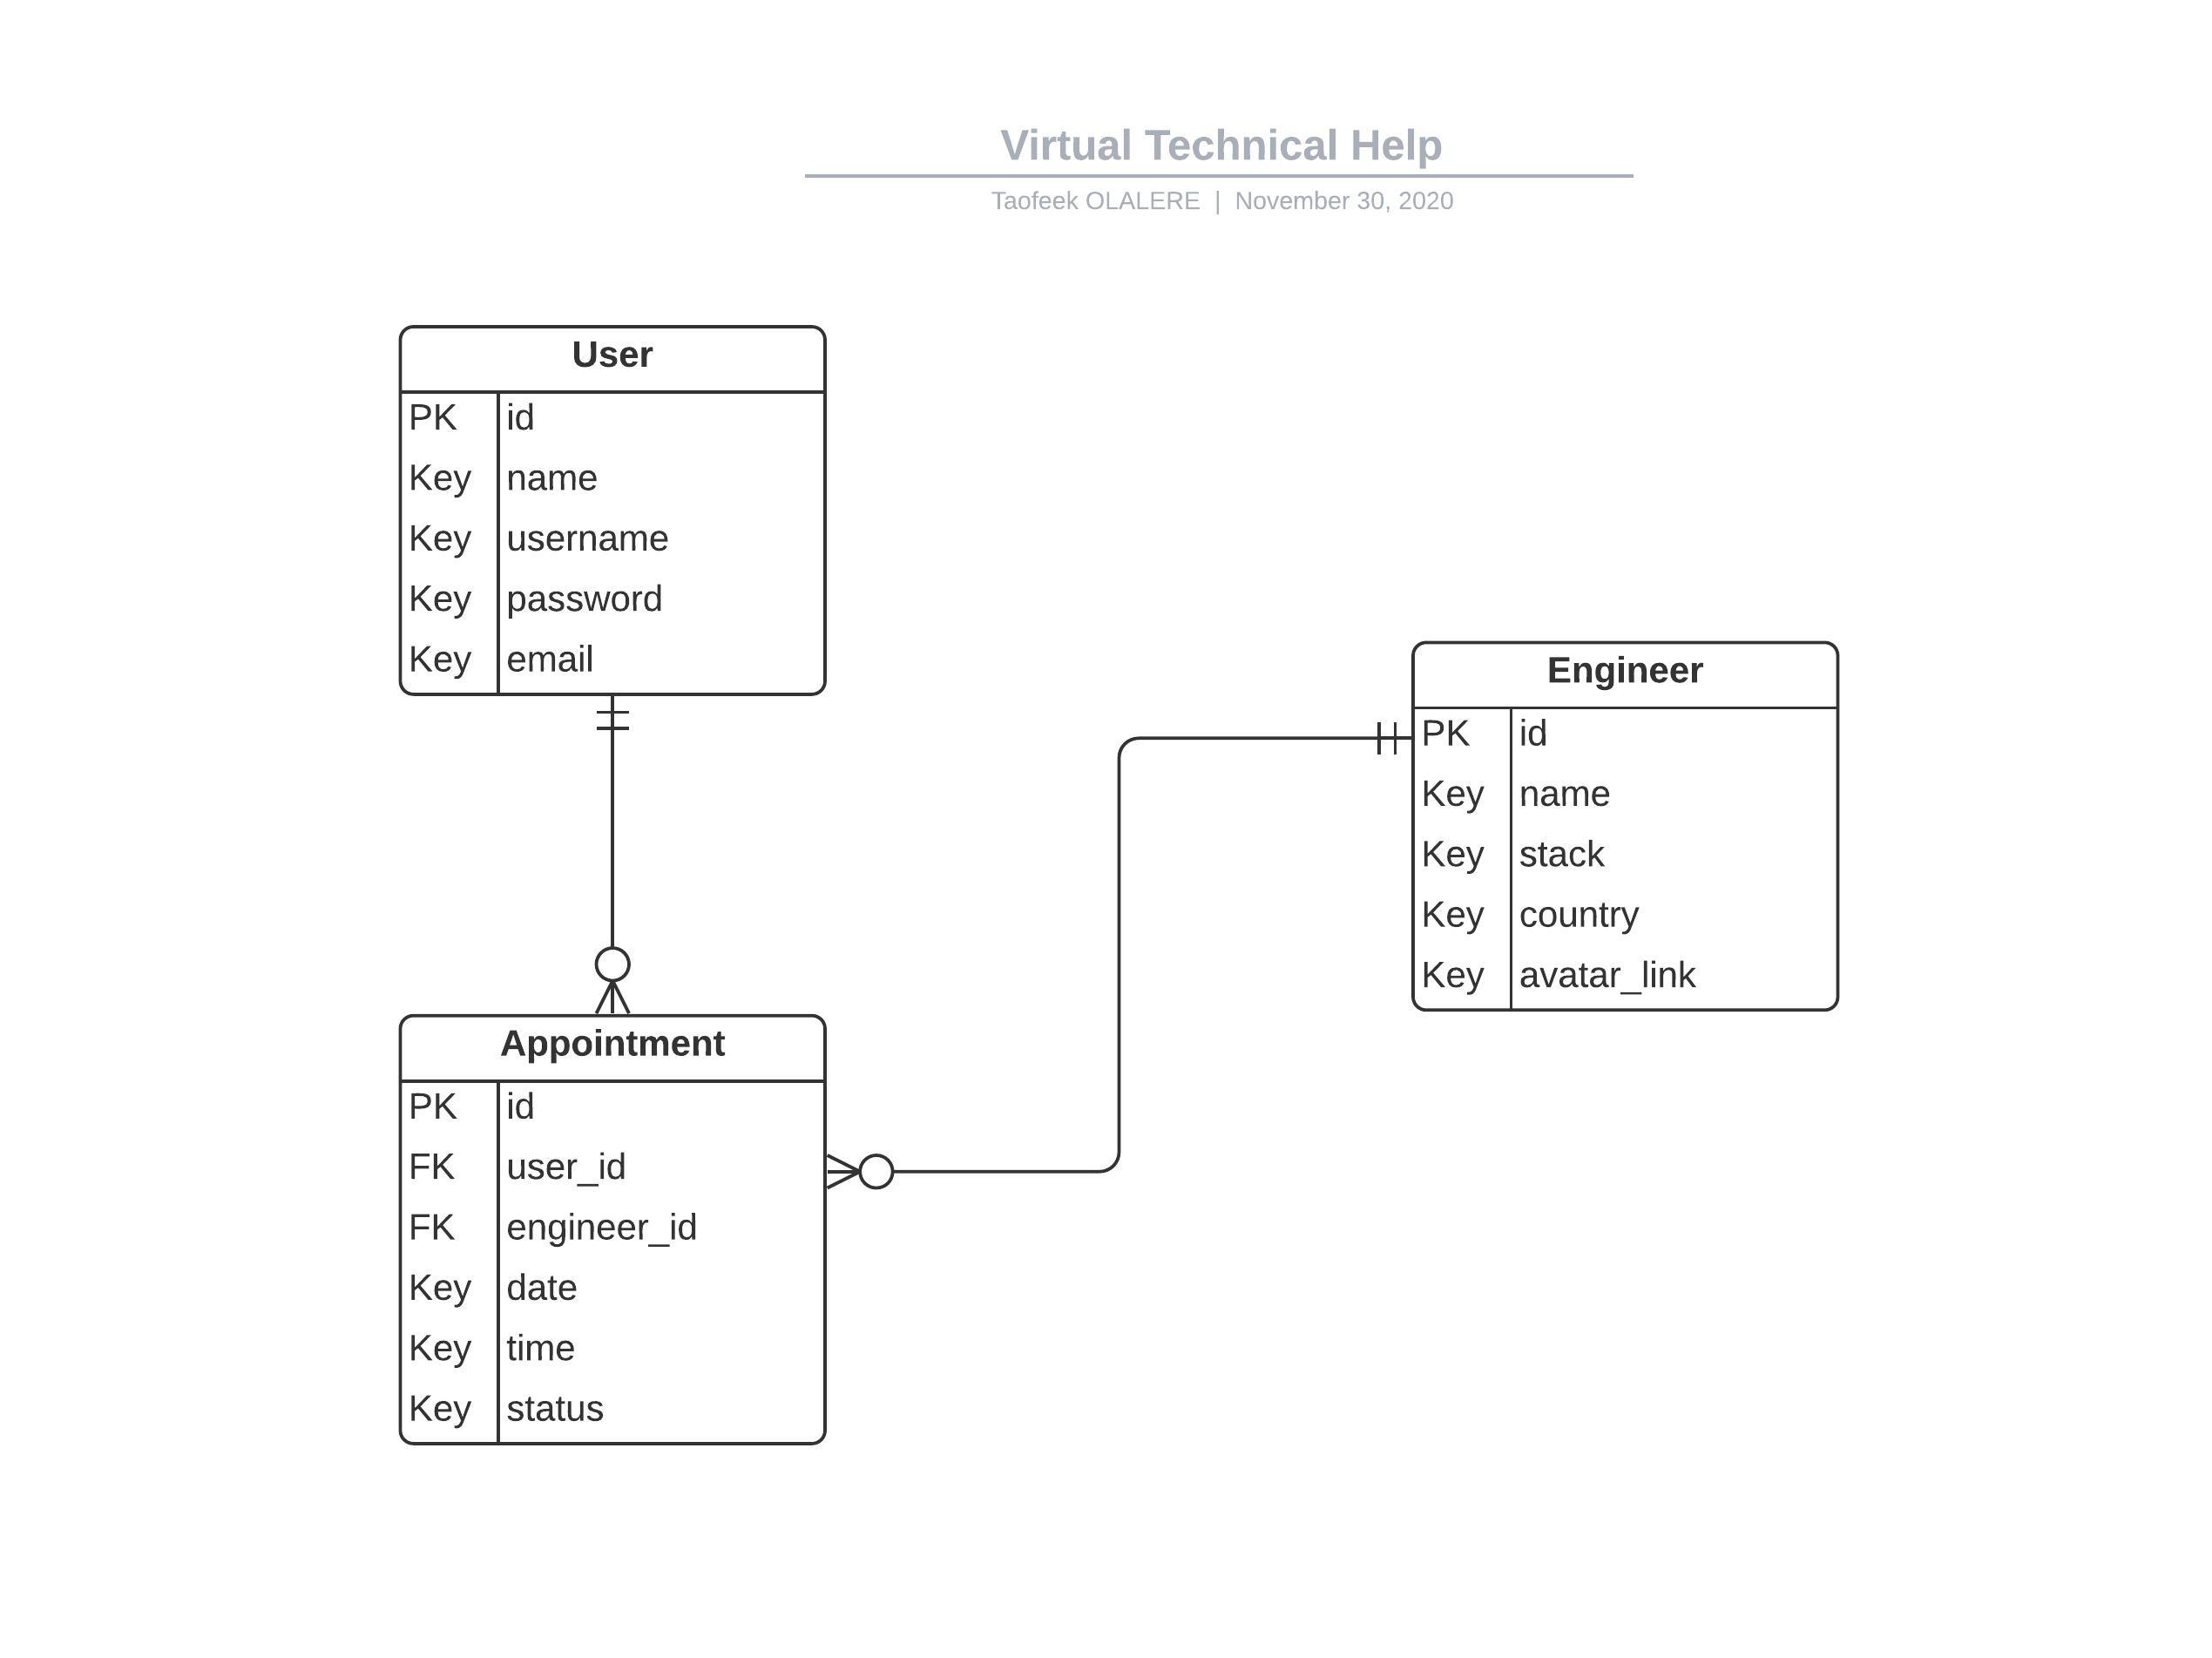 Virtual Technical Help
Taofeek OLALERE | November 30, 2020
User
PK id
Key name
Key username
Key password
Key email
Engineer
PK id
Key name
Key stack
Key country
Key avatar_link
Appointment
PK id
FK user_id
FK engineer_id
Key date
Key time
Key status